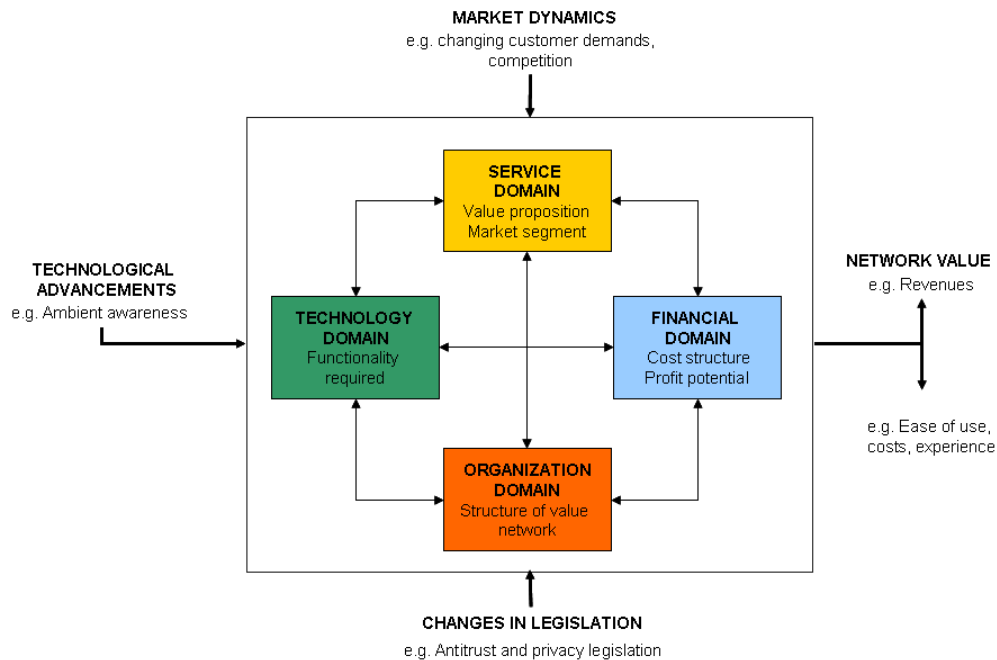 MARKET DYNAMICS
e.g. changing customer demands,
competition
SERVICE
DOMAIN
Value proposition
Market segment
TECHNOLOGICAL
ADVANCEMENTS
e.g. Ambient awareness
TECHNOLOGY
DOMAIN
Functionality
required
FINANCIAL
DOMAIN
Cost structure
Profit potential
NETWORK VALUE
e.g. Revenues
e.g. Ease of use,
costs, experience
ORGANIZATION
DOMAIN
Structure of value
network
CHANGES IN LEGISLATION
e.g. Antitrust and privacy legislation